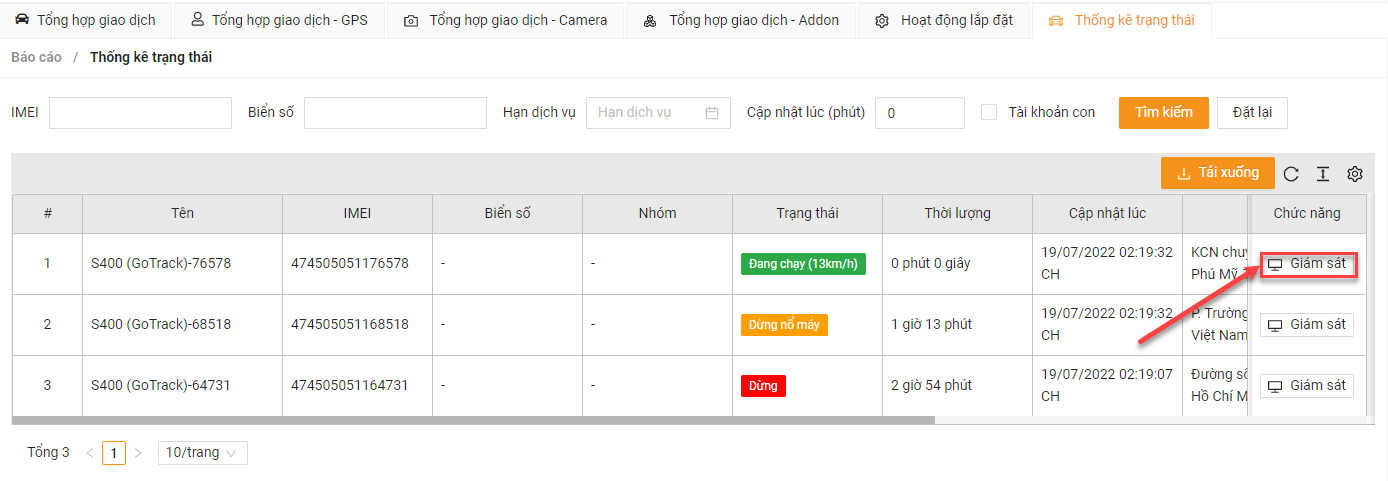 Tổng hợp giao dịch
Tổng hợp giao dịch - GPS
Tổng hợp giao dịch - Camera
Tổng hợp giao dịch - Addon
Hoạt động lắp đặt
Thống kê trạng thái
Báo cáo / Thống kê trạng thái
IMEI
Biển số
Hạn dịch vụ
Hạn dịch vụ
Cập nhật lúc (phút)
0
Tài khoản con
Tìm kiếm
Đặt lại
Tải xuống
# Tên IMEI Biển số Nhóm Trạng thái Thời lượng Cập nhật lúc Chức năng
1 S400 (GoTrack)-76578 474505051176578 - - Đang chạy (13km/h) 0 phút 0 giây 19/07/2022 02:19:32 KCN chuy
CH Phú Mỹ
Giám sát
2 S400 (GoTrack)-68518 474505051168518 - - Dừng nổ máy 1 giờ 13 phút 19/07/2022 02:19:32 P. Trường
CH Việt Nam
Giám sát
3 S400 (GoTrack)-64731 474505051164731 - - Dừng 2 giờ 54 phút 19/07/2022 02:19:07 Đường số
CH Hồ Chí M
Giám sát
Tổng 3 < 1 > 10/trang